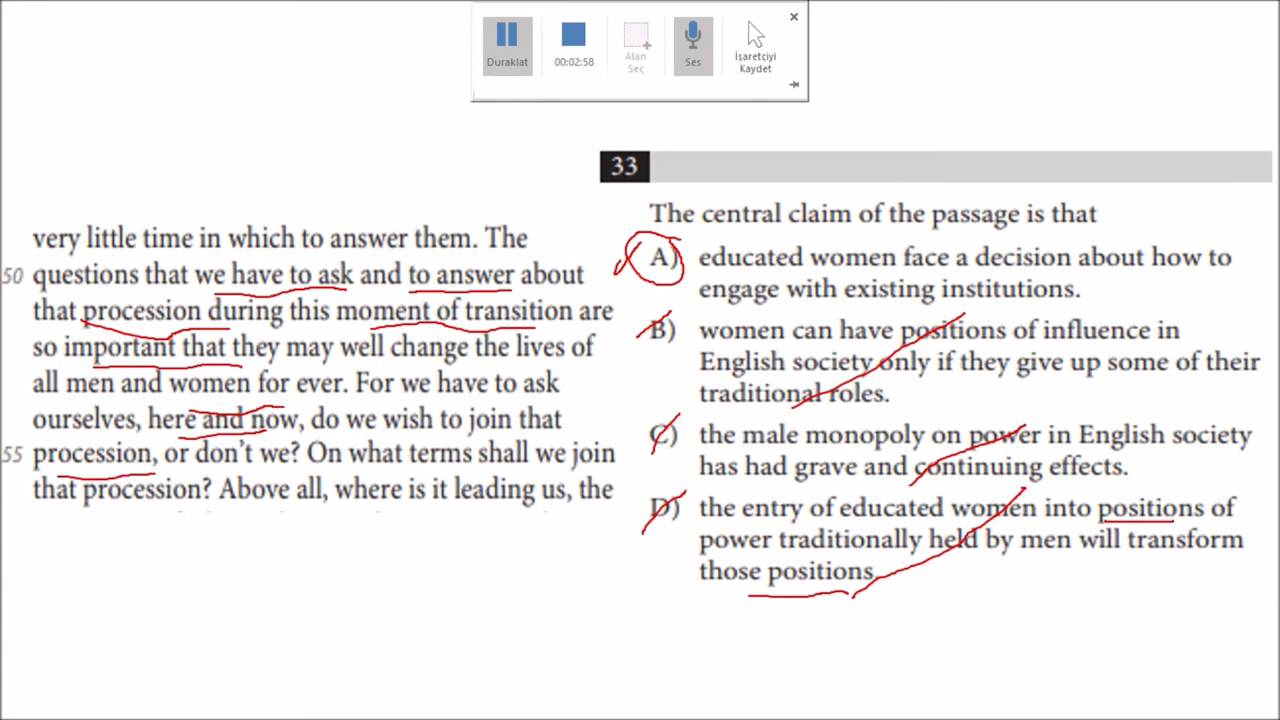 Duraklat
00:02:58
Alan
Seç
Ses
İşaretçiyi
Kaydet
very little time in which to answer them. The
50 questions that we have to ask and to answer about
that procession during this moment of transition are
so important that they may well change the lives of
all men and women for ever. For we have to ask
ourselves, here and now, do we wish to join that
55 procession, or don't we? On what terms shall we join
that procession? Above all, where is it leading us, the
33
The central claim of the passage is that
A) educated women face a decision about how to
engage with existing institutions.
B) women can have positions of influence in
English society only if they give up some of their
traditional roles.
C) the male monopoly on power in English society
has had grave and continuing effects.
D) the entry of educated women into positions of
power traditionally held by men will transform
those positions.